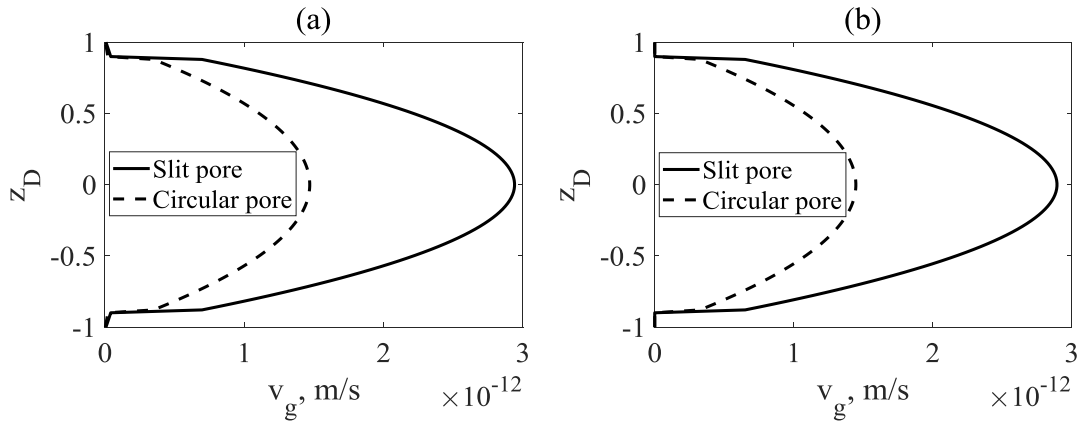 (a)
1
0.5
0
-0.5
-1
z_D
Slit pore
Circular pore
0 1 2 3
v_g, m/s
×10^-12
(b)
1
0.5
0
-0.5
-1
z_D
Slit pore
Circular pore
0 1 2 3
v_g, m/s
×10^-12